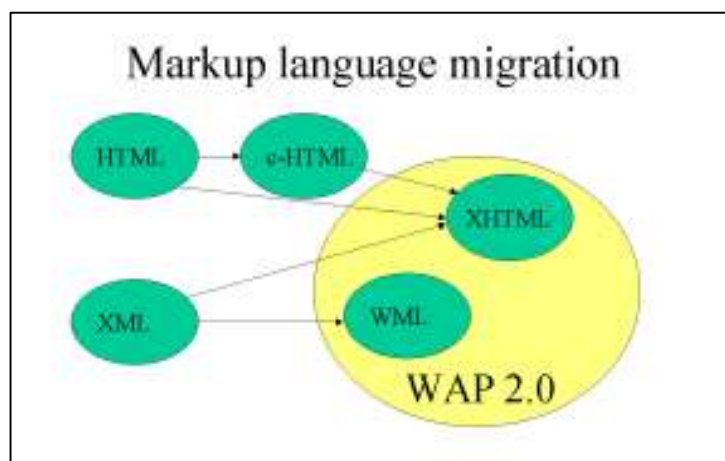 Markup language migration
HTML
c-HTML
XHTML
XML
WML
WAP 2.0